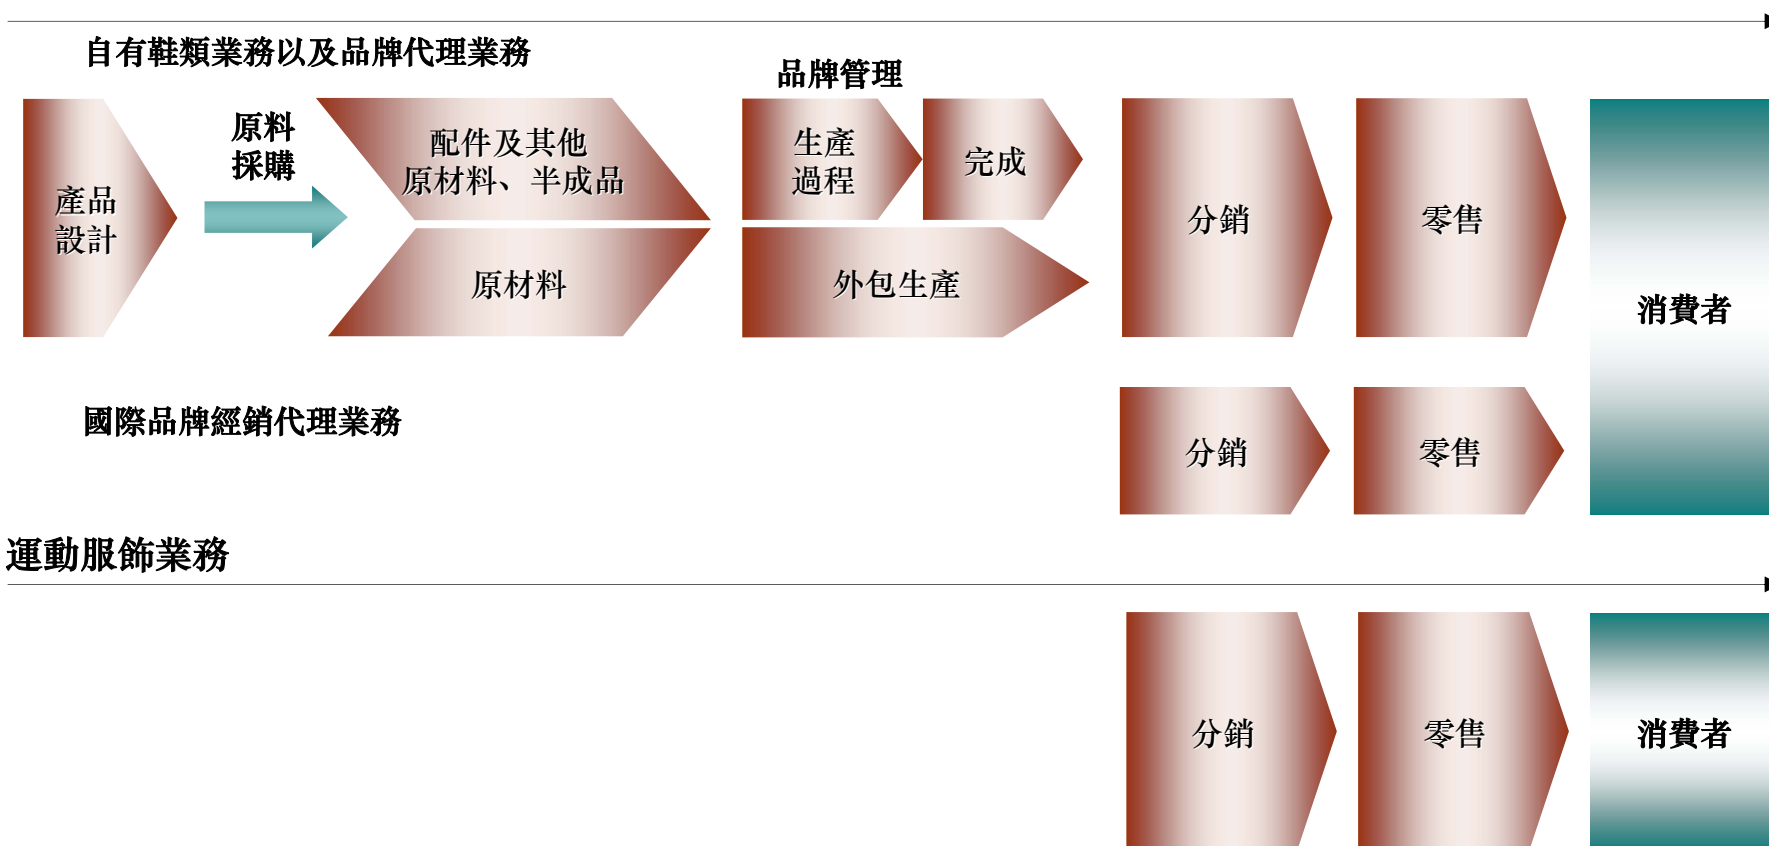 自有鞋類業務以及品牌代理業務
品牌管理
產品
設計
原料
採購
配件及其他
原材料、半成品
原材料
生產
過程
完成
外包生產
分銷
零售
消費者
國際品牌經銷代理業務
分銷
零售
運動服飾業務
分銷
零售
消費者